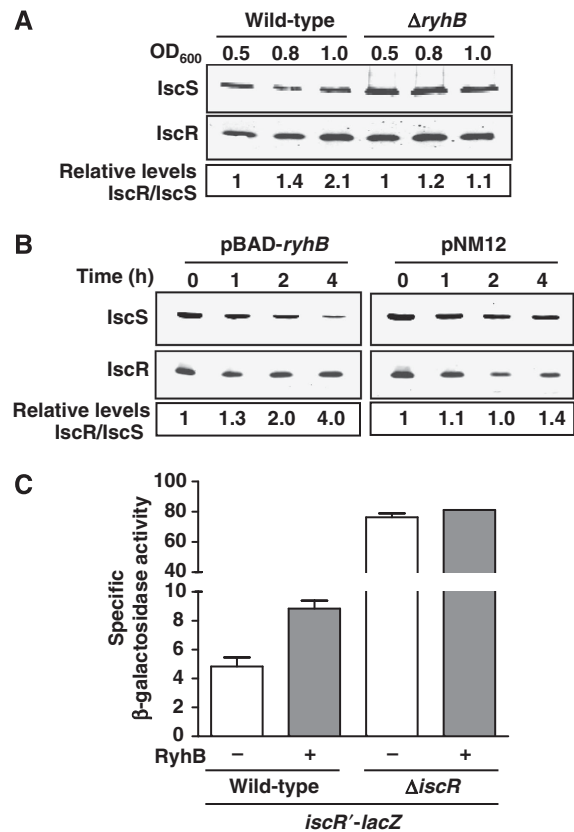 A
Wild-type ΔryhB
OD600 0.5 0.8 1.0 0.5 0.8 1.0
IscS
IscR
Relative levels
IscR/IscS
1 1.4 2.1 1 1.2 1.1
B
pBAD-ryhB pNM12
Time (h) 0 1 2 4 0 1 2 4
IscS
IscR
Relative levels
IscR/IscS
1 1.3 2.0 4.0 1 1.1 1.0 1.4
C
Specific
β-galactosidase activity
100
80
60
40
10
8
6
4
2
0
RyhB − + − +
Wild-type ΔiscR
iscR′-lacZ